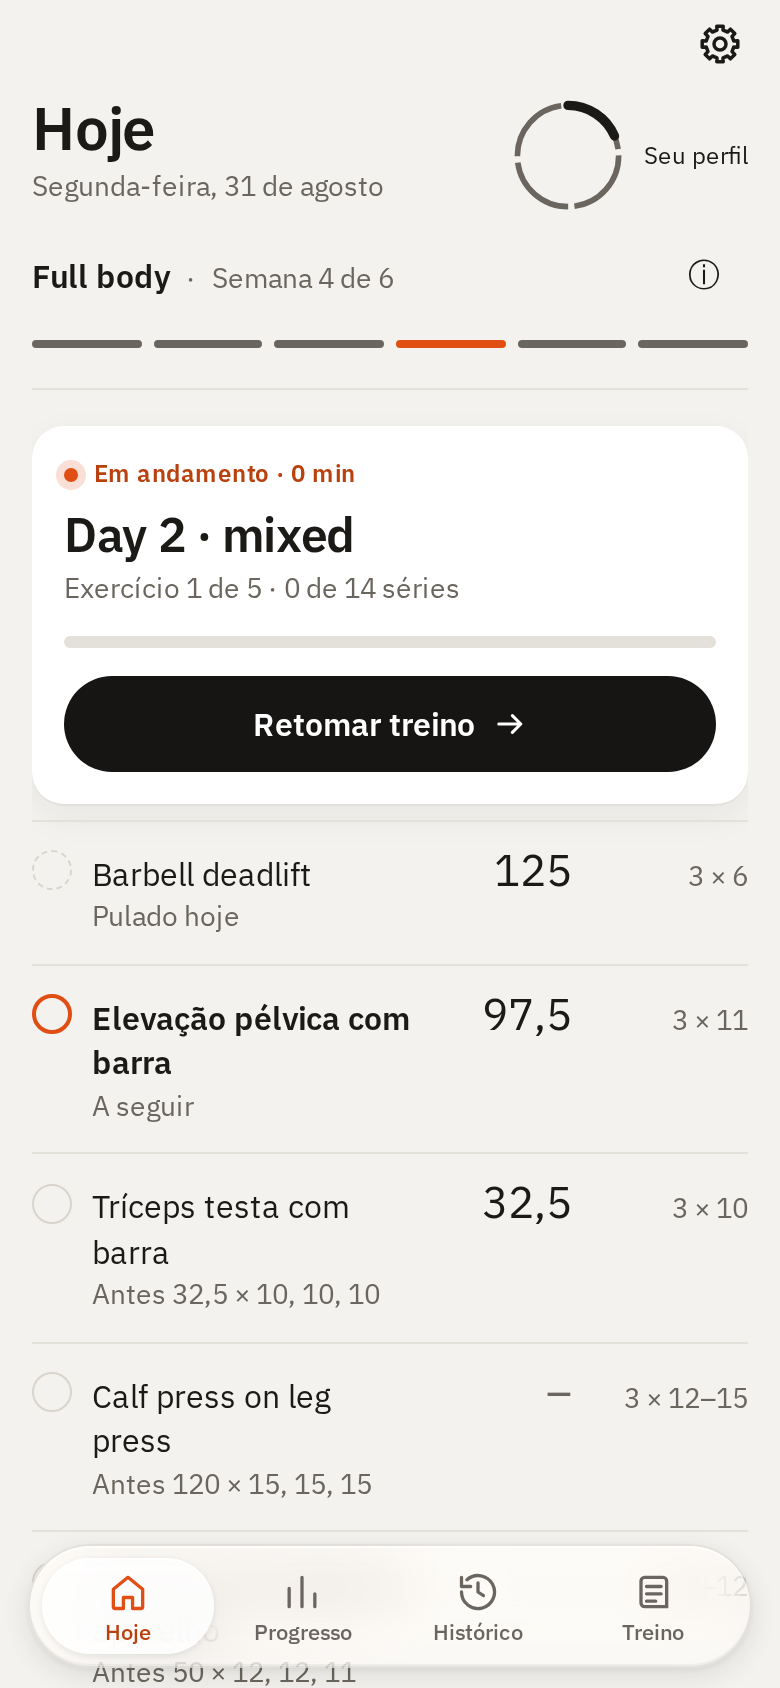 Hoje
Segunda-feira, 31 de agosto
Seu perfil
Full body · Semana 4 de 6
Em andamento · 0 min
Day 2 · mixed
Exercício 1 de 5 · 0 de 14 séries
Retomar treino →
Barbell deadlift 125 3 × 6
Pulado hoje
Elevação pélvica com 97,5 3 × 11
barra
A seguir
Tríceps testa com 32,5 3 × 10
barra
Antes 32,5 × 10, 10, 10
Calf press on leg – 3 × 12–15
press
Antes 120 × 15, 15, 15
–12
Hoje Progresso Histórico Treino
Antes 50 × 12, 12, 11